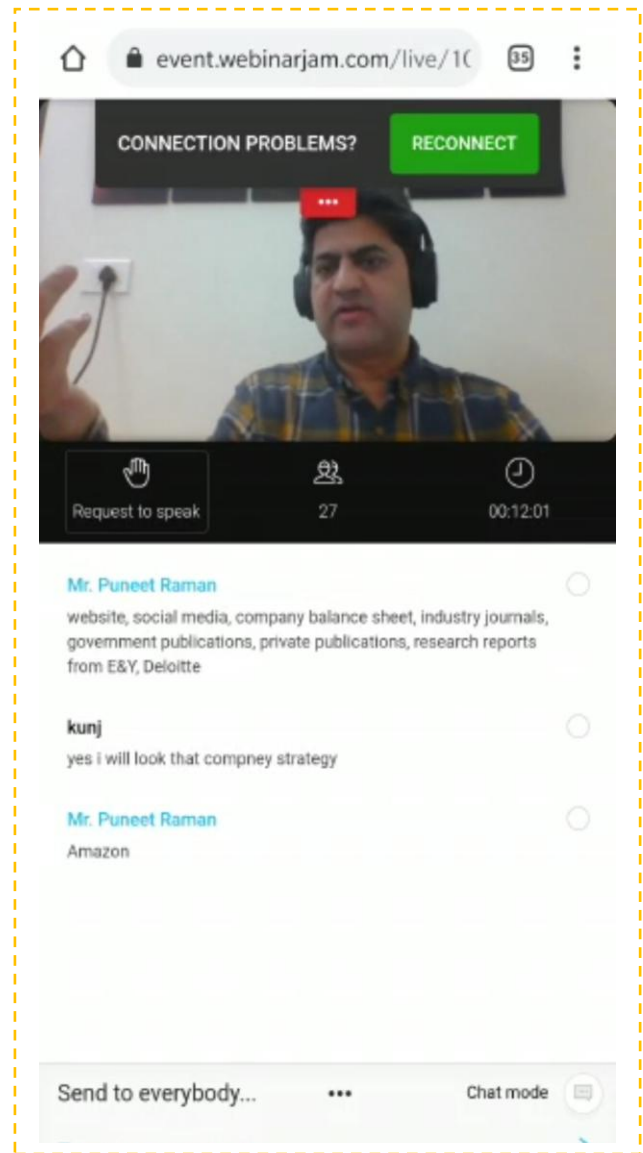 event.webinarjam.com/live/1(
35
CONNECTION PROBLEMS?
RECONNECT
Request to speak
27
00:12:01
Mr. Puneet Raman
website, social media, company balance sheet, industry journals,
government publications, private publications, research reports
from E&Y, Deloitte
kunj
yes i will look that compney strategy
Mr. Puneet Raman
Amazon
Send to everybody...
Chat mode